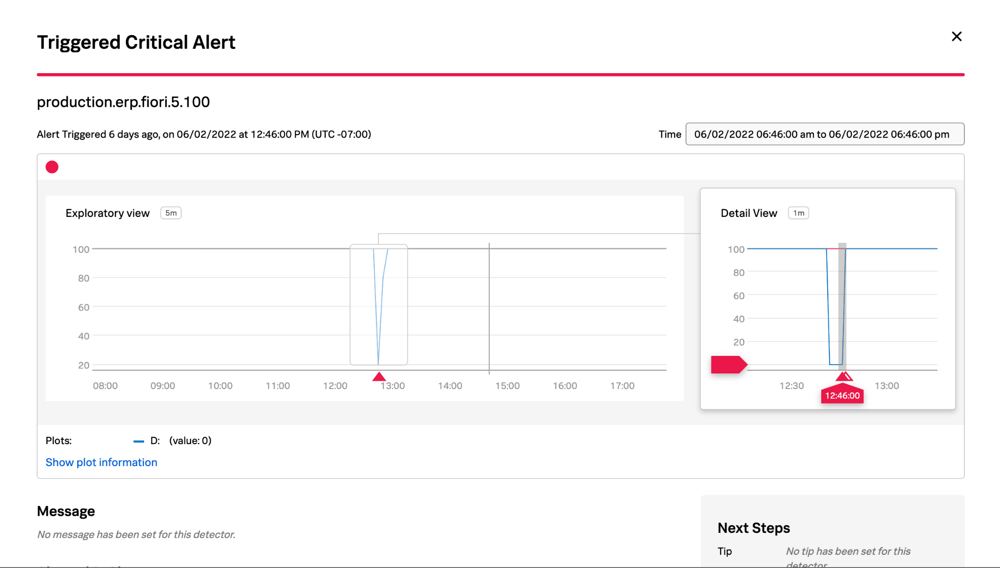 Triggered Critical Alert
production.erp.fiori.5.100
Alert Triggered 6 days ago, on 06/02/2022 at 12:46:00 PM (UTC -07:00)
Time 06/02/2022 06:46:00 am to 06/02/2022 06:46:00 pm
Exploratory view 5m
100
80
60
40
20
08:00 09:00 10:00 11:00 12:00 13:00 14:00 15:00 16:00 17:00
Detail View 1m
100
80
60
40
20
12:30 13:00
12:46:00
Plots: D: (value: 0)
Show plot information
Message
No message has been set for this detector.
Next Steps
Tip No tip has been set for this
detector